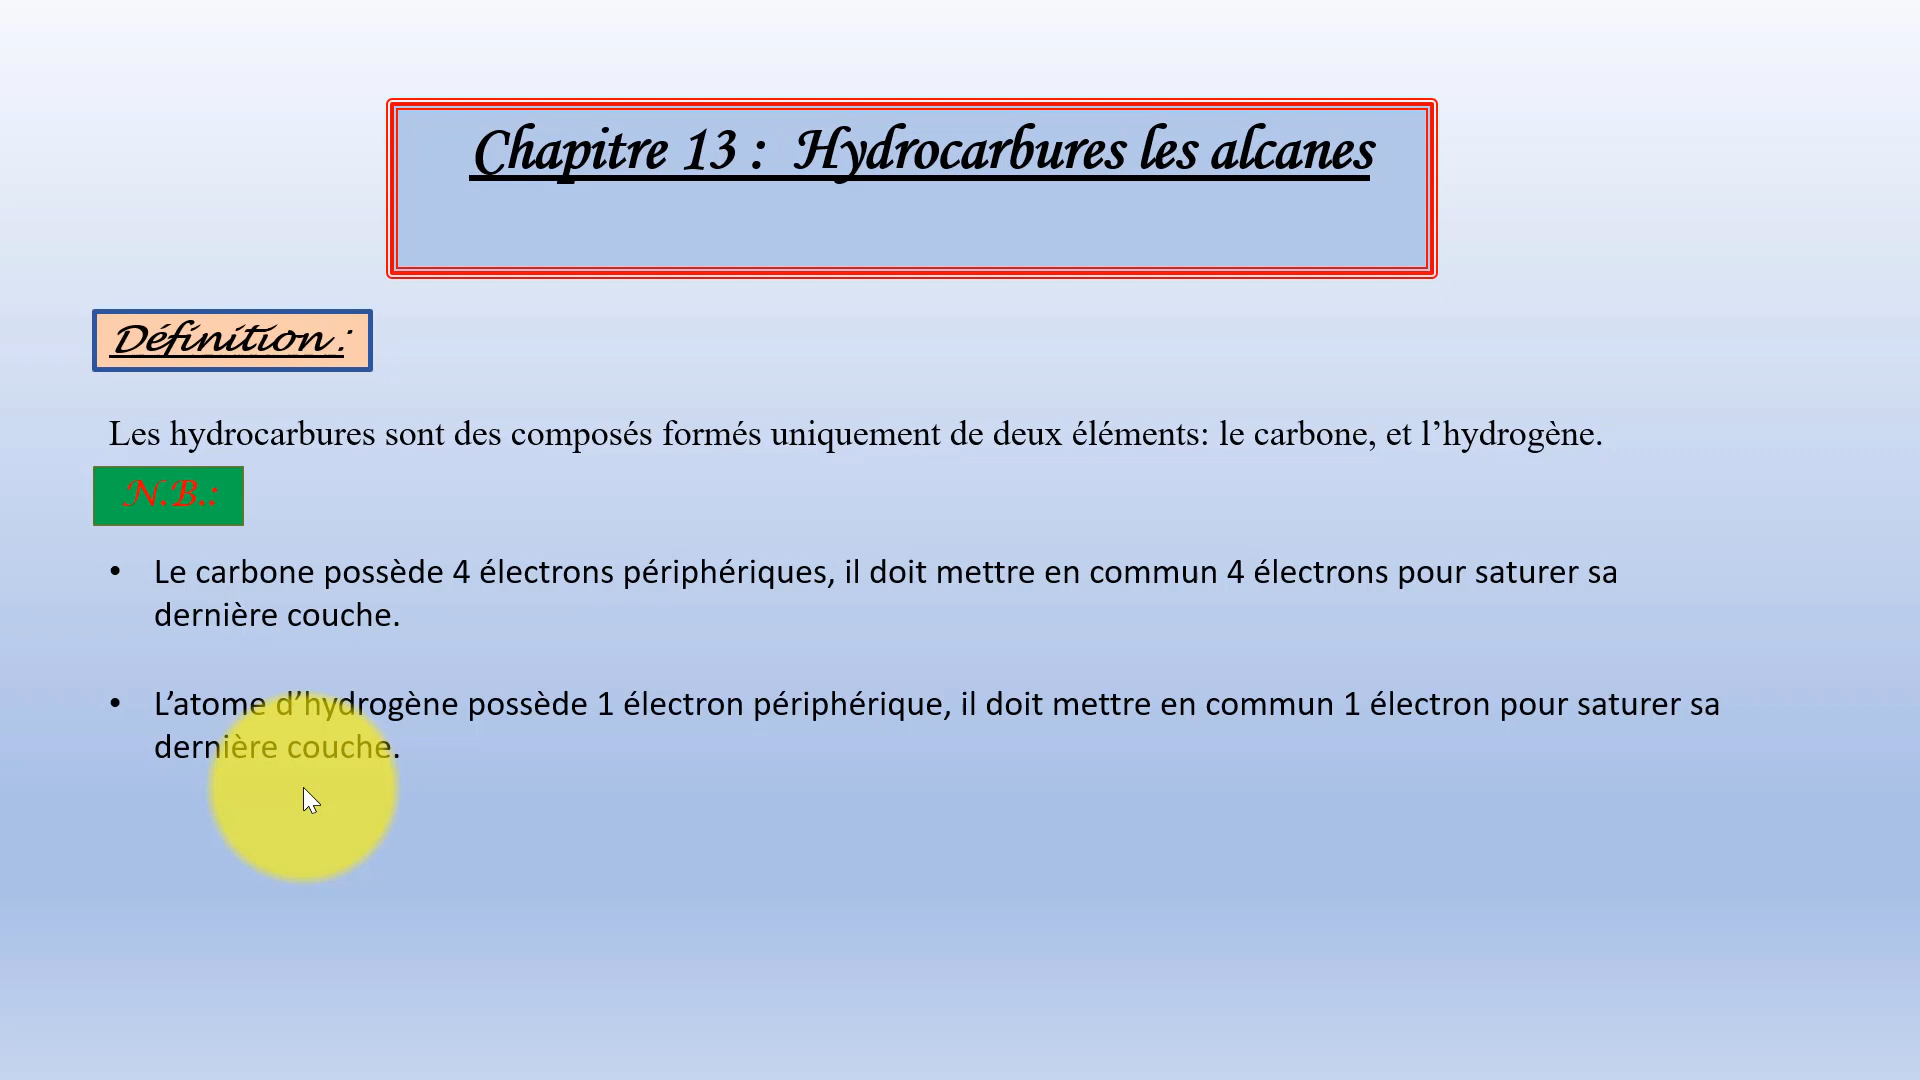 Chapitre 13 :  Hydrocarbures les alcanes
Définition :
Les hydrocarbures sont des composés formés uniquement de deux éléments: le carbone, et l’hydrogène.
N.B.:
• Le carbone possède 4 électrons périphériques, il doit mettre en commun 4 électrons pour saturer sa
dernière couche.
• L’atome d’hydrogène possède 1 électron périphérique, il doit mettre en commun 1 électron pour saturer sa
dernière couche.